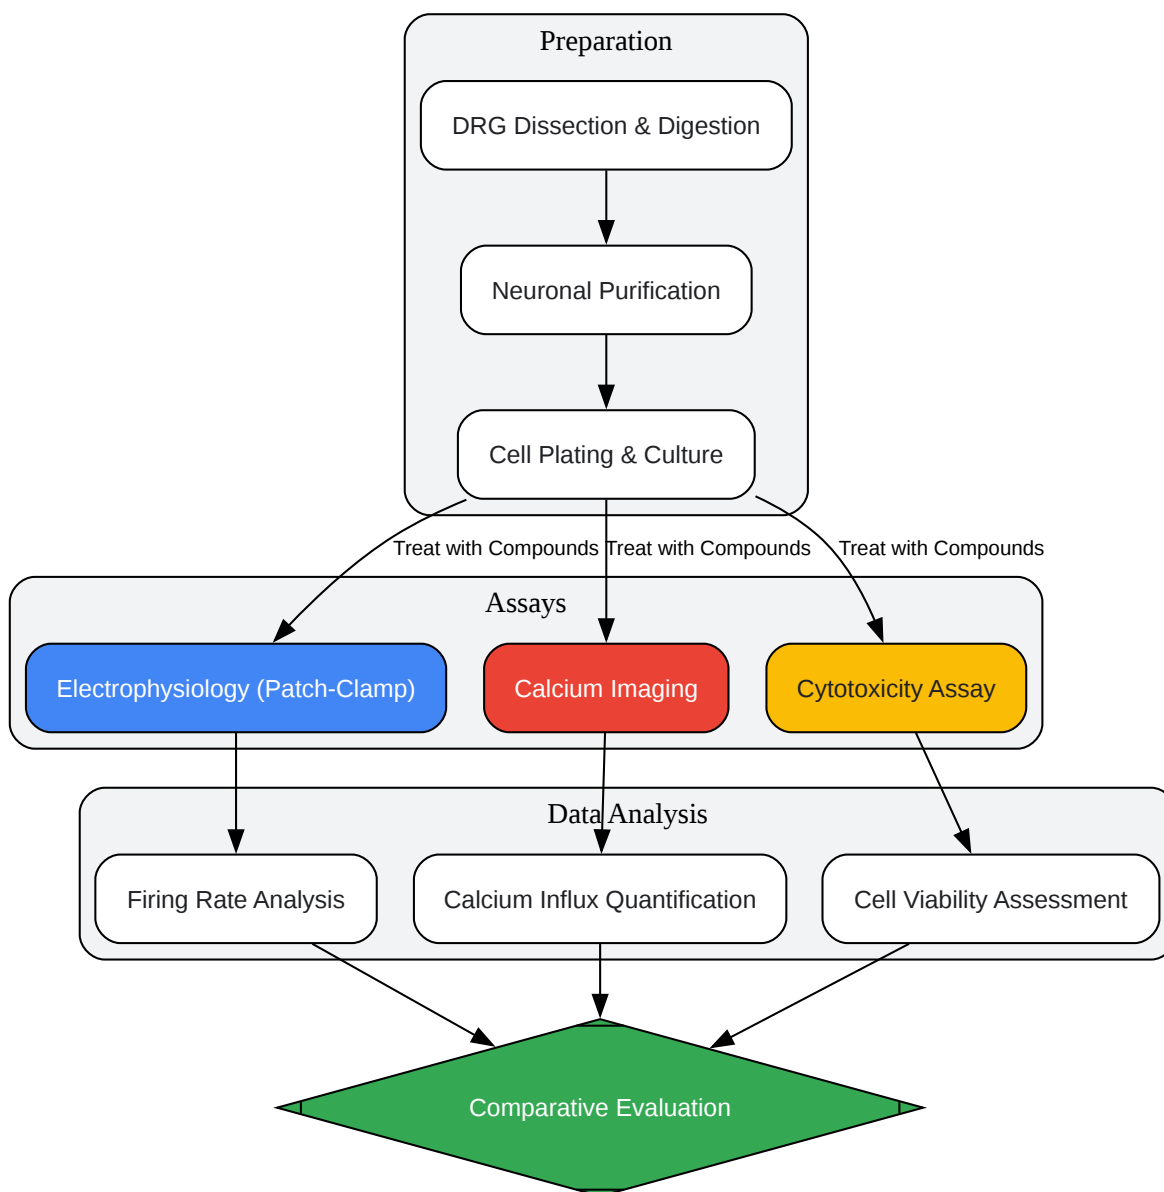 Preparation
DRG Dissection & Digestion
Neuronal Purification
Cell Plating & Culture
Treat with Compounds
Treat with Compounds
Treat with Compounds
Assays
Electrophysiology (Patch-Clamp)
Calcium Imaging
Cytotoxicity Assay
Data Analysis
Firing Rate Analysis
Calcium Influx Quantification
Cell Viability Assessment
Comparative Evaluation